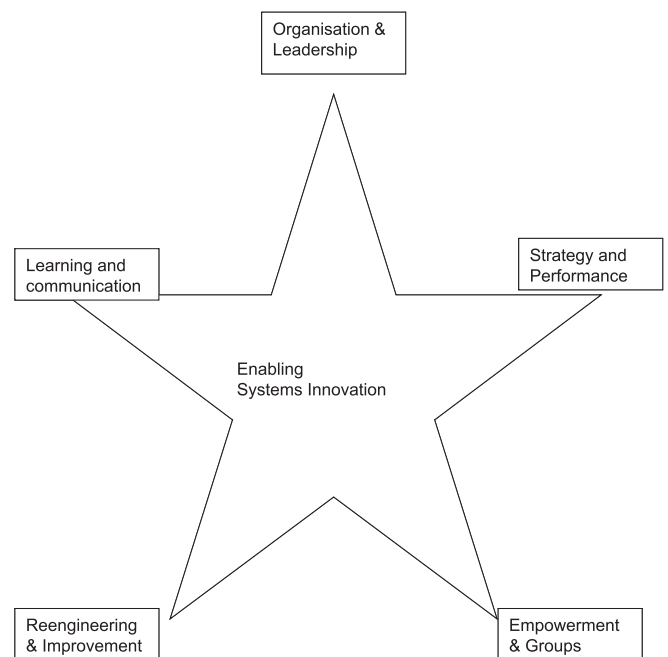 Organisation &
Leadership
Learning and
communication
Strategy and
Performance
Enabling
Systems Innovation
Reengineering
& Improvement
Empowerment
& Groups